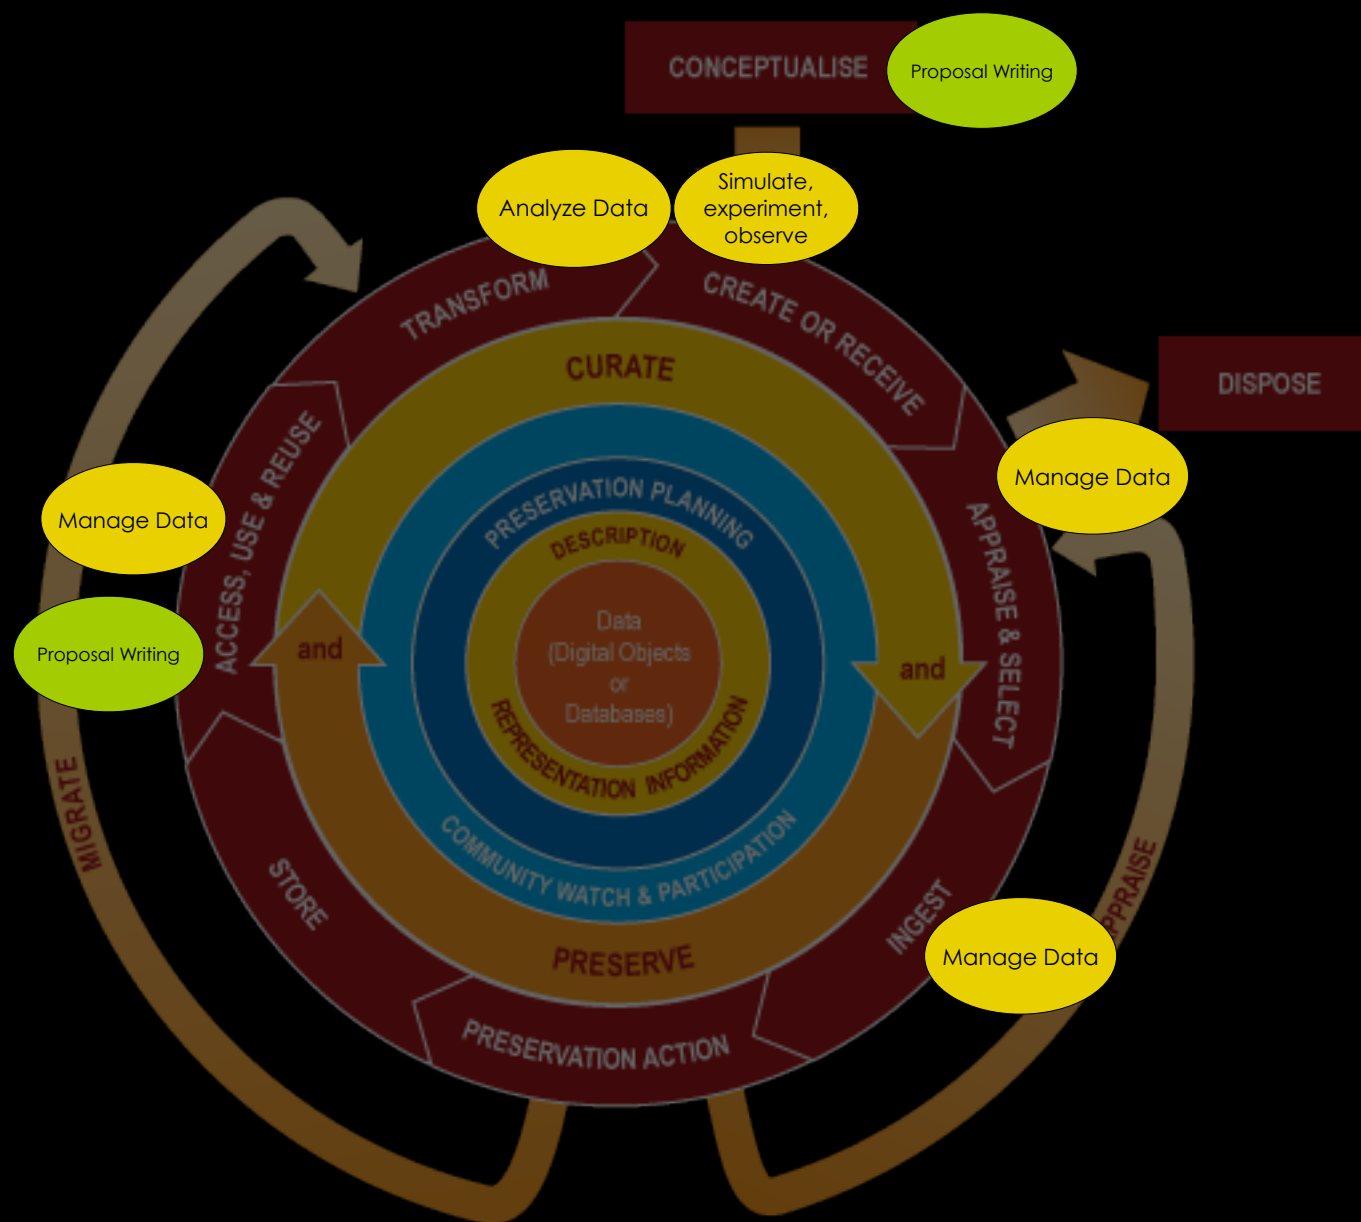 CONCEPTUALISE
Proposal Writing
Analyze Data
Simulate,
experiment,
observe
TRANSFORM
CREATE OR RECEIVE
CURATE
DISPOSE
Manage Data
APPRAISE & SELECT
Manage Data
ACCESS, USE & REUSE
Proposal Writing
PRESERVATION PLANNING
DESCRIPTION
Data
(Digital Objects
or
Databases)
and
and
REPRESENTATION INFORMATION
COMMUNITY WATCH & PARTICIPATION
MIGRATE
STORE
PRESERVE
INGEST
Manage Data
PPRAISE
PRESERVATION ACTION